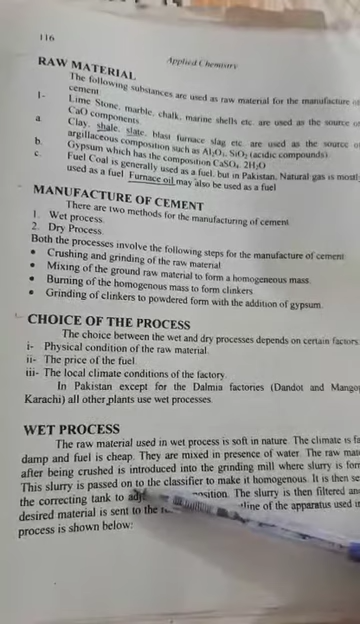 116
Applied Chemistry
RAW MATERIAL
The following substances are used as raw material for the manufacture of
cement
1- Lime Stone, marble, chalk, marine shells etc. are used as the source of
CaO components.
a. Clay, shale, slate, blast furnace slag etc. are used as the source of
argillaceous composition such as Al₂O₃, SiO₂ (acidic compounds)
b. Gypsum which has the composition CaSO₄. 2H₂O
c. Fuel Coal is generally used as a fuel, but in Pakistan. Natural gas is mostly
used as a fuel Furnace oil may also be used as a fuel
MANUFACTURE OF CEMENT
There are two methods for the manufacturing of cement
1. Wet process.
2. Dry Process.
Both the processes involve the following steps for the manufacture of cement
• Crushing and grinding of the raw material
• Mixing of the ground raw material to form a homogeneous mass.
• Burning of the homogenous mass to form clinkers
• Grinding of clinkers to powdered form with the addition of gypsum.
CHOICE OF THE PROCESS
The choice between the wet and dry processes depends on certain factors
i- Physical condition of the raw material.
ii- The price of the fuel.
iii- The local climate conditions of the factory.
In Pakistan except for the Dalmia factories (Dandot and Mangop
Karachi) all other plants use wet processes.
WET PROCESS
The raw material used in wet process is soft in nature. The climate is fa
damp and fuel is cheap. They are mixed in presence of water. The raw mate
after being crushed is introduced into the grinding mill where slurry is form
This slurry is passed on to the classifier to make it homogenous. It is then se
the correcting tank to adj position. The slurry is then filtered and
desired material is sent to the tline of the apparatus used in
process is shown below: